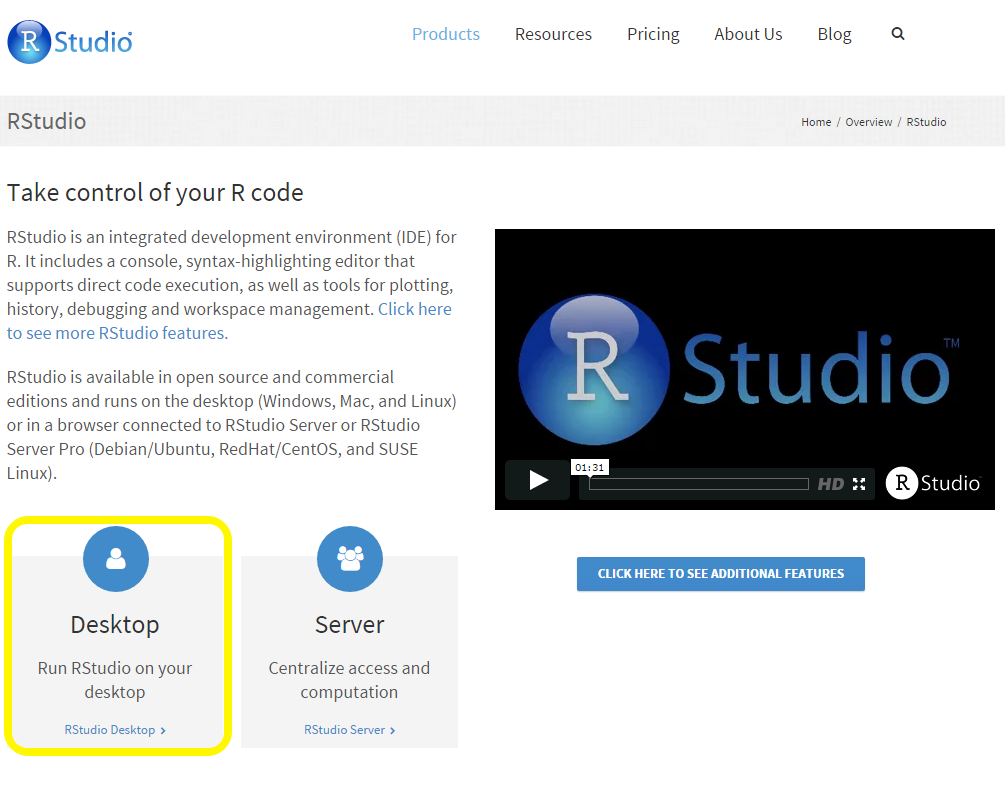 R Studio
Products Resources Pricing About Us Blog
RStudio
Home / Overview / RStudio
Take control of your R code
RStudio is an integrated development environment (IDE) for
R. It includes a console, syntax-highlighting editor that
supports direct code execution, as well as tools for plotting,
history, debugging and workspace management. Click here
to see more RStudio features.
RStudio is available in open source and commercial
editions and runs on the desktop (Windows, Mac, and Linux)
or in a browser connected to RStudio Server or RStudio
Server Pro (Debian/Ubuntu, RedHat/CentOS, and SUSE
Linux).
R Studio™
01:31
HD
R Studio
Desktop
Run RStudio on your
desktop
RStudio Desktop ›
Server
Centralize access and
computation
RStudio Server ›
CLICK HERE TO SEE ADDITIONAL FEATURES